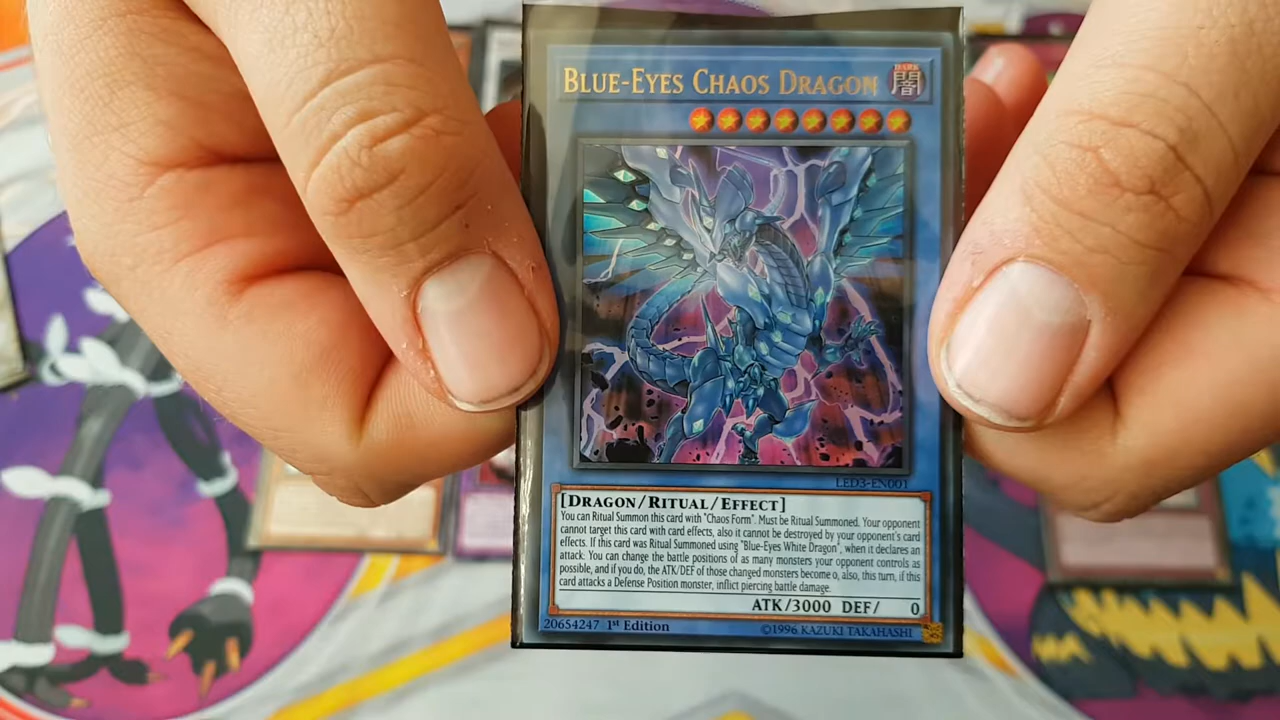 BLUE-EYES CHAOS DRAGON
DARK
闇
LED3-EN001
[DRAGON/RITUAL/EFFECT]
You can Ritual Summon this card with "Chaos Form". Must be Ritual Summoned. Your opponent
cannot target this card with card effects, also it cannot be destroyed by your opponent's card
effects. If this card was Ritual Summoned using "Blue-Eyes White Dragon", when it declares an
attack: You can change the battle positions of as many monsters your opponent controls as
possible, and if you do, the ATK/DEF of those changed monsters become 0, also, this turn, if this
card attacks a Defense Position monster, inflict piercing battle damage.
ATK/3000 DEF/ 0
20654247 1st Edition ©1996 KAZUKI TAKAHASHI